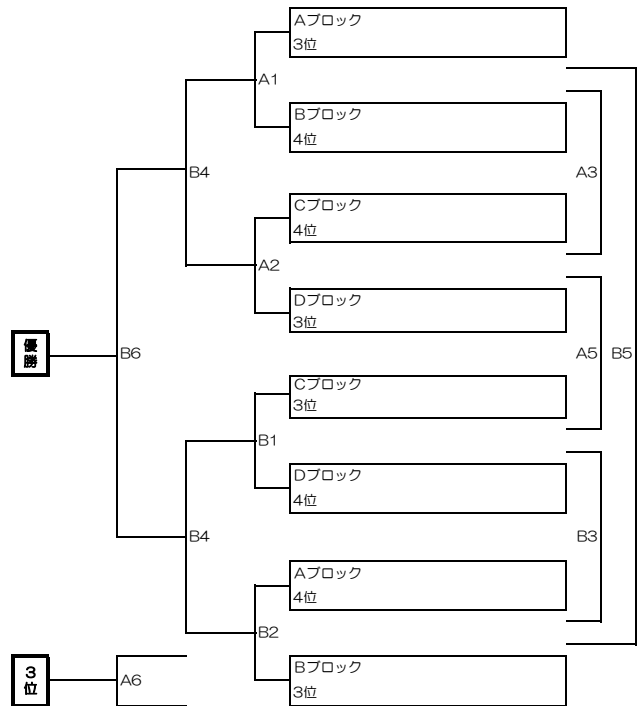 Aブロック
3位
A1
Bブロック
4位
B4
A3
Cブロック
4位
A2
Dブロック
3位
優勝
B6
A5
B5
Cブロック
3位
B1
Dブロック
4位
B4
B3
Aブロック
4位
B2
Bブロック
3位
3位
A6